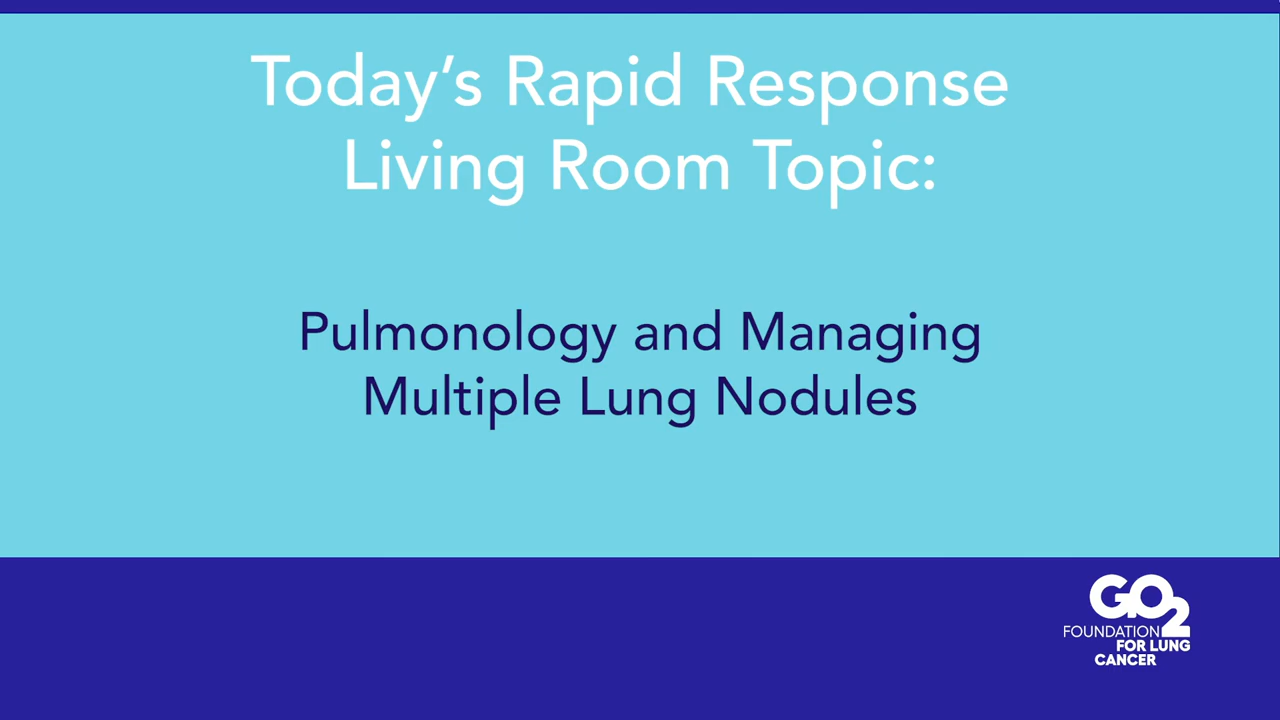 Today’s Rapid Response
Living Room Topic:
Pulmonology and Managing
Multiple Lung Nodules
GO2
FOUNDATION
FOR LUNG
CANCER